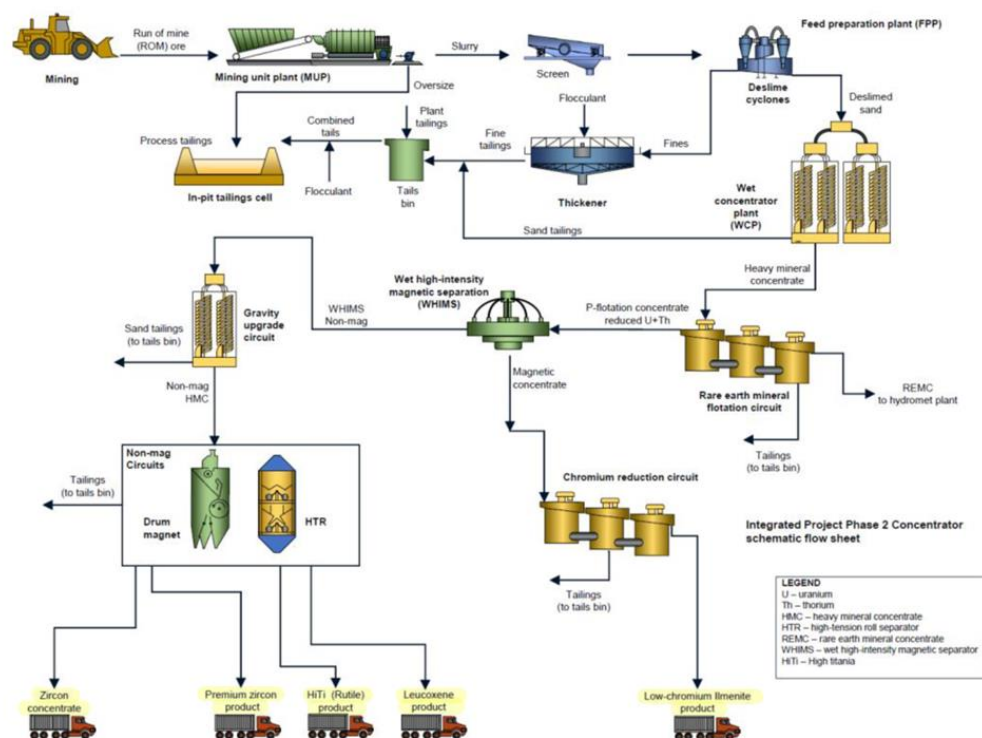 Mining
Run of mine
(ROM) ore
Mining unit plant (MUP)
Slurry
Screen
Feed preparation plant (FPP)
Deslime
cyclones
Deslimed
sand
Oversize
Process tailings
In-pit tailings cell
Combined
tails
Flocculant
Plant
tailings
Tails
bin
Fine
tailings
Flocculant
Thickener
Fines
Wet
concentrator
plant
(WCP)
Sand tailings
Heavy mineral
concentrate
Gravity
upgrade
circuit
Sand tailings
(to tails bin)
Non-mag
HMC
WHIMS
Non-mag
Wet high-intensity
magnetic separation
(WHIMS)
P-flotation concentrate
reduced U+Th
Magnetic
concentrate
Rare earth mineral
flotation circuit
REMC
to hydromet plant
Tailings
(to tails bin)
Non-mag
Circuits
Drum
magnet
HTR
Tailings
(to tails bin)
Chromium reduction circuit
Tailings
(to tails bin)
Integrated Project Phase 2 Concentrator
schematic flow sheet
LEGEND
U – uranium
Th – thorium
HMC – heavy mineral concentrate
HTR – high-tension roll separator
REMC – rare earth mineral concentrate
WHIMS – wet high-intensity magnetic separator
HiTi – High titania
Zircon
concentrate
Premium zircon
product
HiTi (Rutile)
product
Leucoxene
product
Low-chromium Ilmenite
product